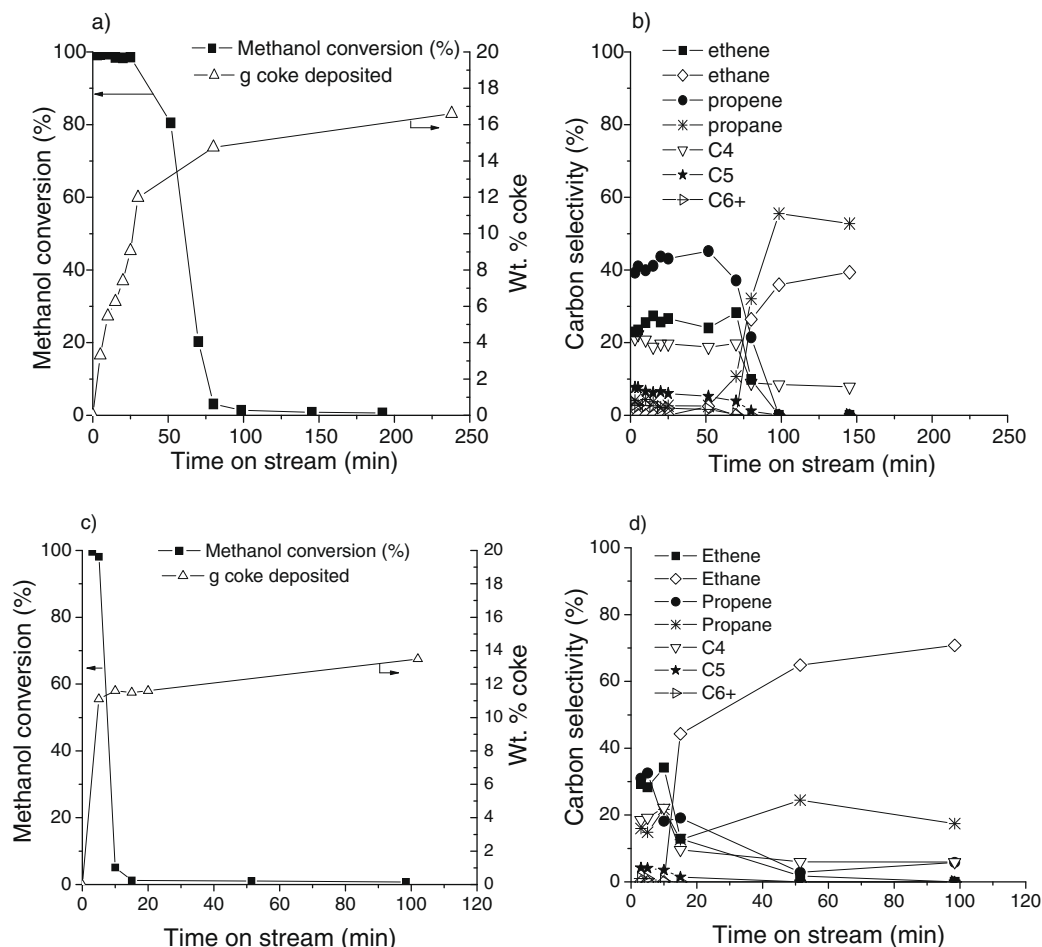 a)
Methanol conversion (%)
g coke deposited
Methanol conversion (%)
100
80
60
40
20
0
20
18
16
14
12
10
8
6
4
2
0
Wt. % coke
0 50 100 150 200 250
Time on stream (min)
b)
ethene
ethane
propene
propane
C4
C5
C6+
Carbon selectivity (%)
100
80
60
40
20
0
0 50 100 150 200 250
Time on stream (min)
c)
Methanol conversion (%)
g coke deposited
Methanol conversion (%)
100
80
60
40
20
0
20
18
16
14
12
10
8
6
4
2
0
Wt. % coke
0 20 40 60 80 100 120
Time on stream (min)
d)
Ethene
Ethane
Propene
Propane
C4
C5
C6+
Carbon selectivity (%)
100
80
60
40
20
0
0 20 40 60 80 100 120
Time on stream (min)